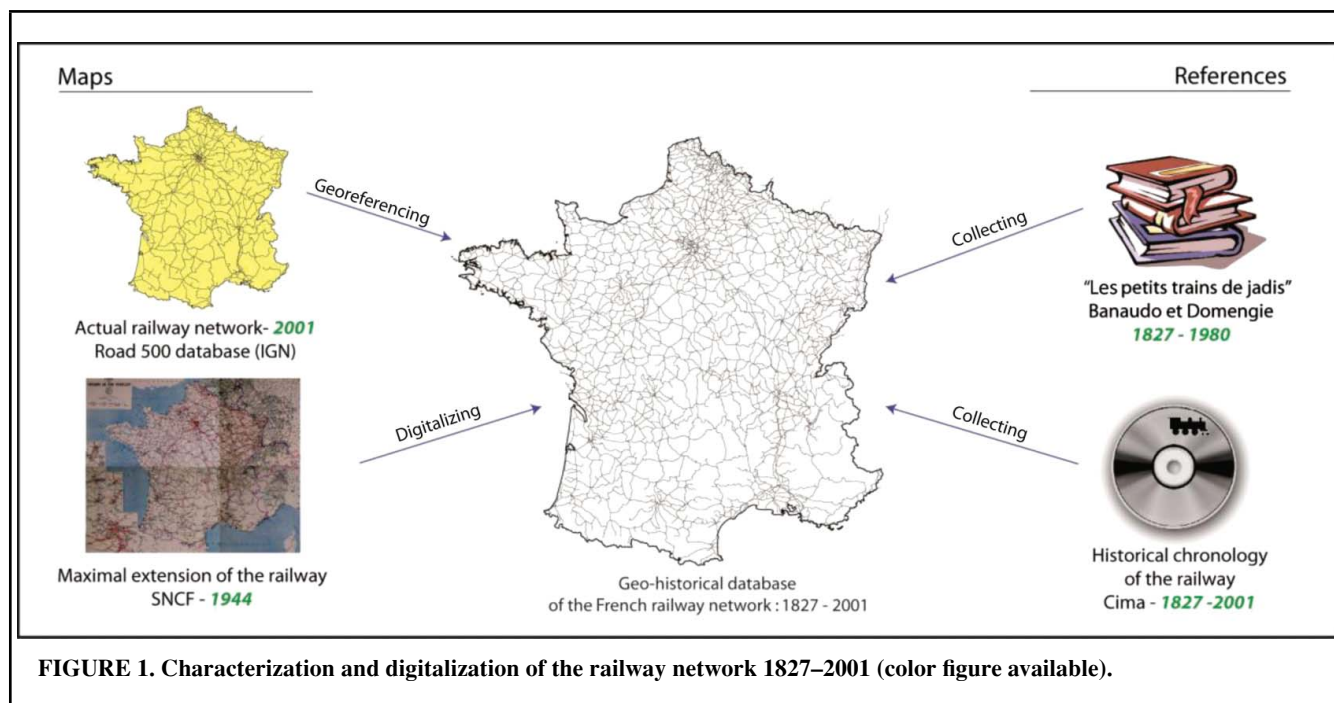 Maps
References
Georeferencing
Collecting
Actual railway network- 2001
Road 500 database (IGN)
"Les petits trains de jadis"
Banaudo et Domengie
1827 - 1980
Digitalizing
Collecting
Maximal extension of the railway
SNCF - 1944
Geo-historical database
of the French railway network : 1827 - 2001
Historical chronology
of the railway
Cima - 1827 -2001
FIGURE 1. Characterization and digitalization of the railway network 1827–2001 (color figure available).